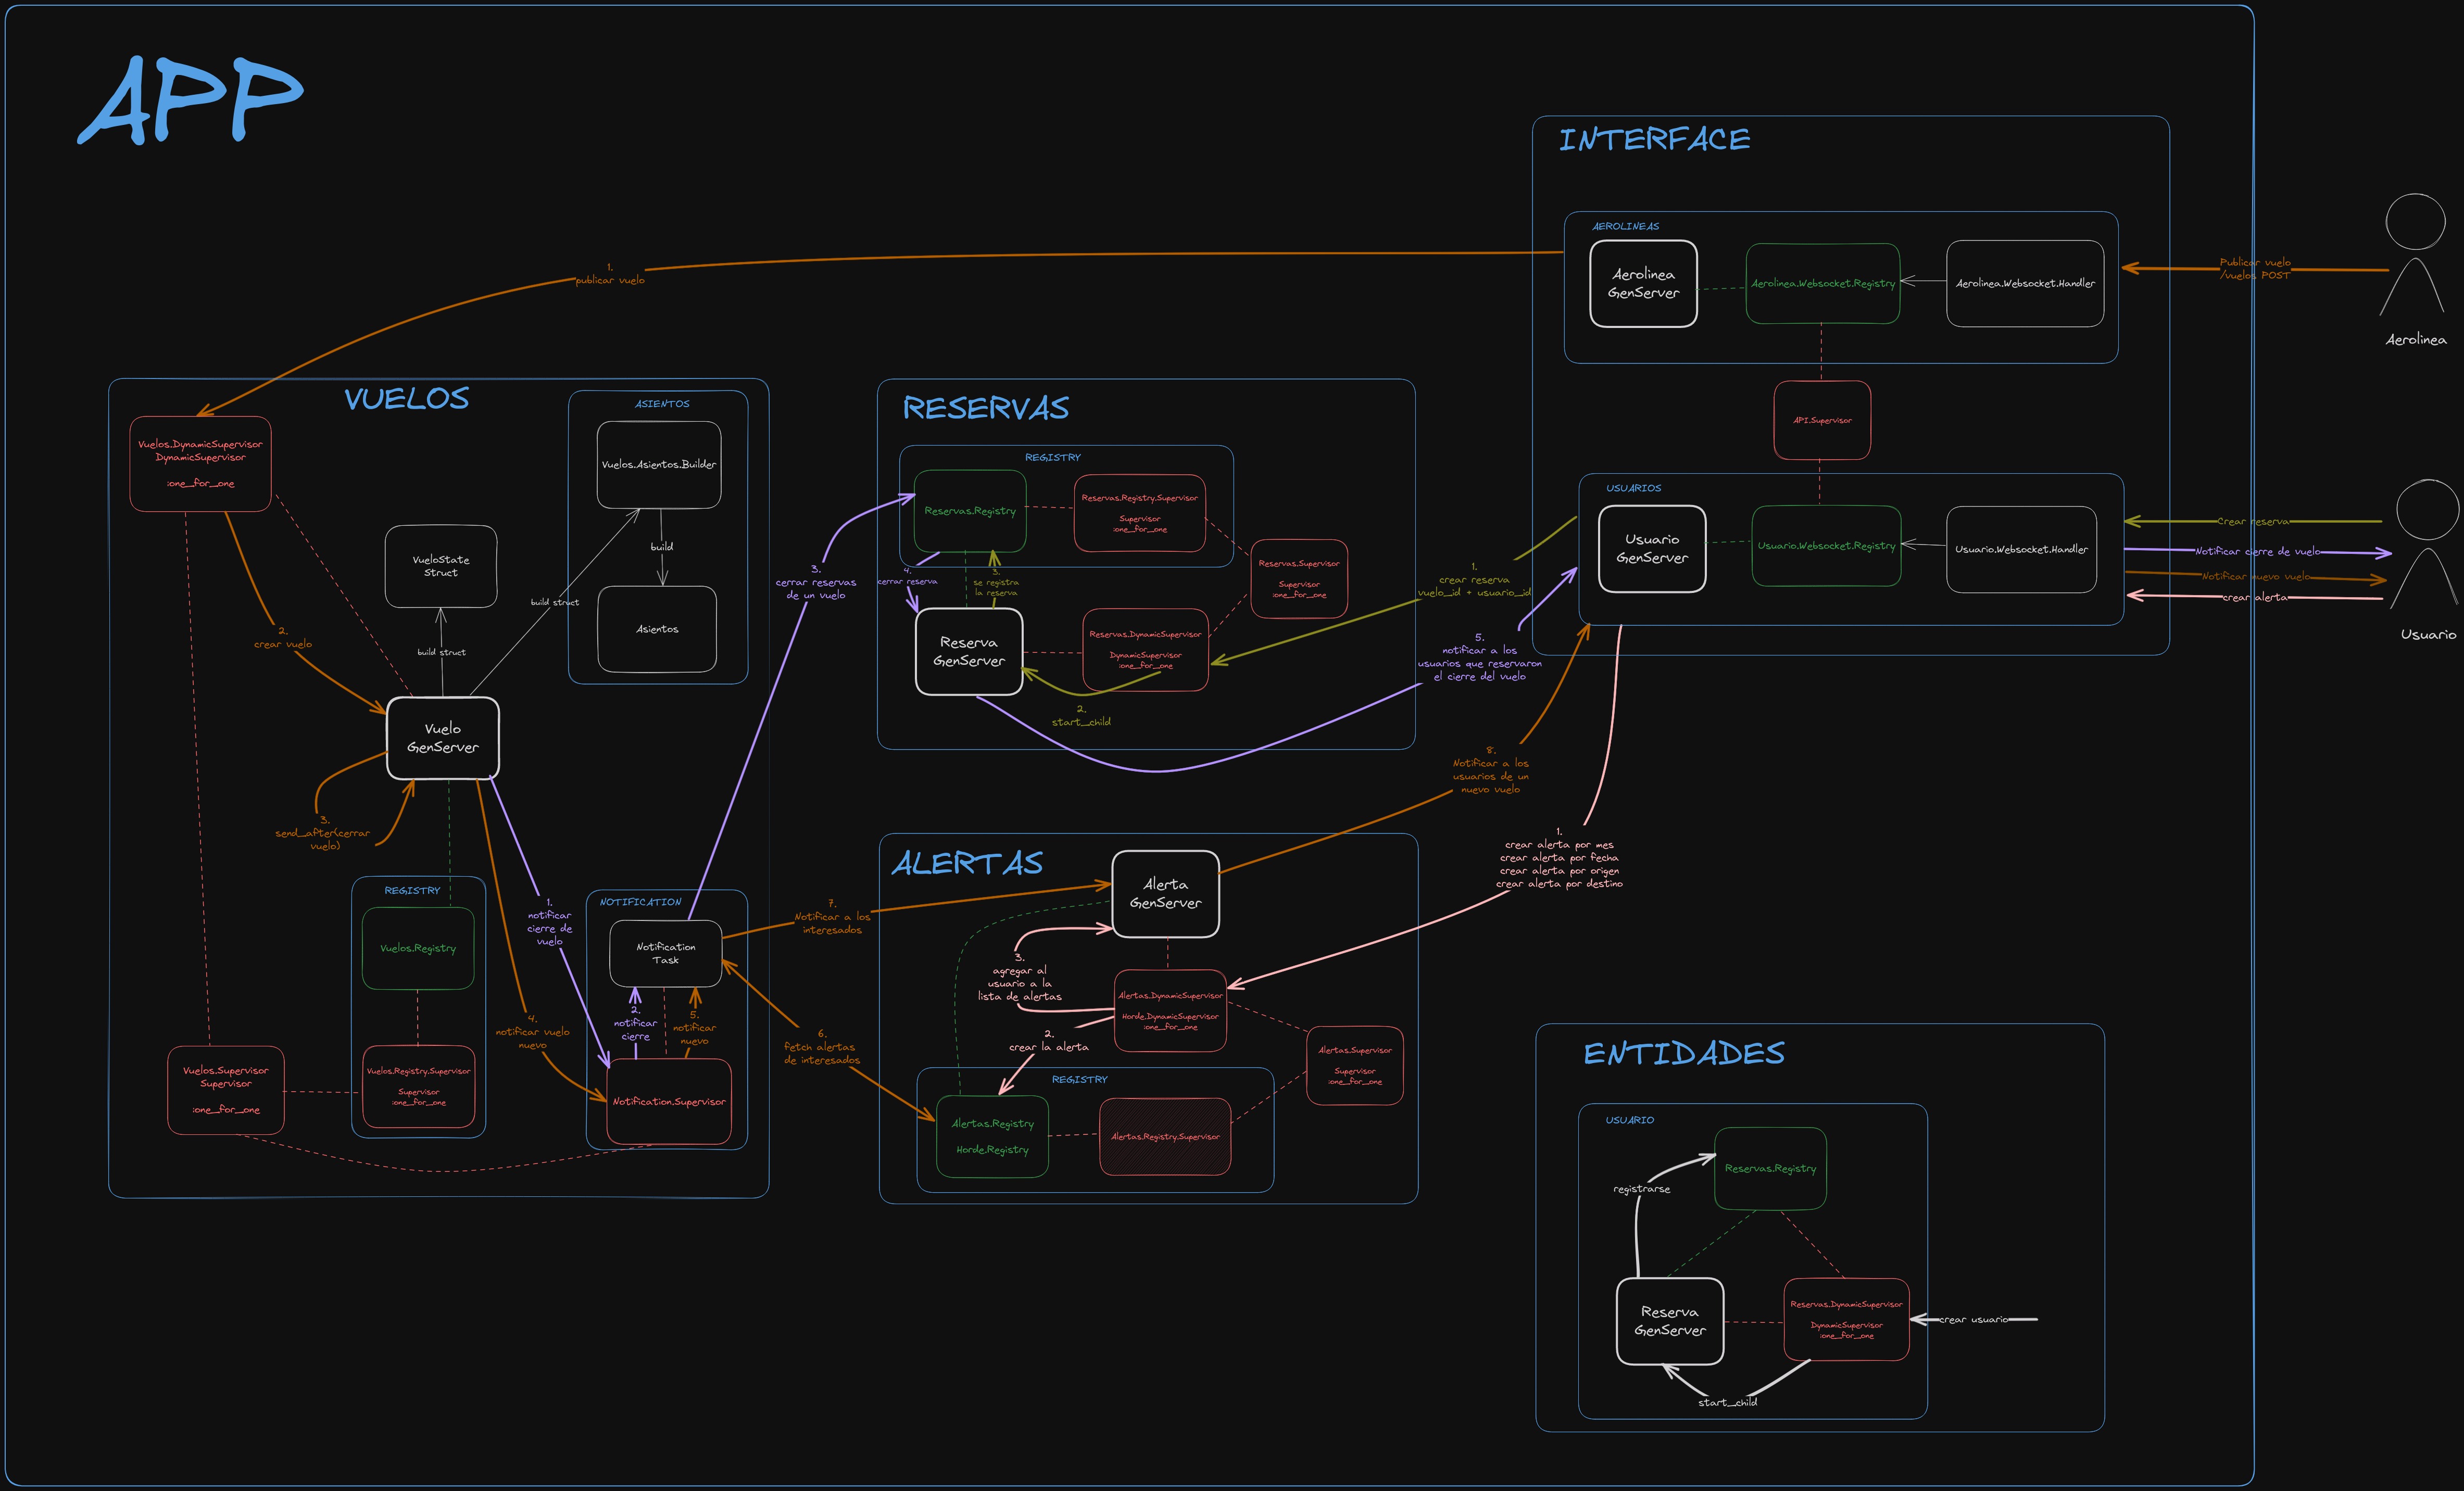 APP
INTERFACE
AEROLINEAS
Aerolinea
GenServer
Aerolinea.Websocket.Registry
Aerolinea.Websocket.Handler
Publicar vuelo
/vuelos POST
Aerolinea
API.Supervisor
USUARIOS
Usuario
GenServer
Usuario.Websocket.Registry
Usuario.Websocket.Handler
Crear reserva
Notificar cierre de vuelo
Notificar nuevo vuelo
crear alerta
Usuario
1.
publicar vuelo
VUELOS
Vuelos.DynamicSupervisor
DynamicSupervisor
:one_for_one
ASIENTOS
Vuelos.Asientos.Builder
build
Asientos
VueloState
Struct
build struct
build struct
2.
crear vuelo
Vuelo
GenServer
3.
send_after(cerrar
vuelo)
REGISTRY
Vuelos.Registry
Vuelos.Registry.Supervisor
Supervisor
:one_for_one
Vuelos.Supervisor
Supervisor
:one_for_one
1.
notificar
cierre de
vuelo
4.
notificar vuelo
nuevo
NOTIFICATION
Notification
Task
2.
notificar
cierre
5.
notificar
nuevo
Notification.Supervisor
3.
cerrar reservas
de un vuelo
RESERVAS
REGISTRY
Reservas.Registry
Reservas.Registry.Supervisor
Supervisor
:one_for_one
Reservas.Supervisor
Supervisor
:one_for_one
4.
cerrar reserva
3.
se registra
la reserva
Reserva
GenServer
Reservas.DynamicSupervisor
DynamicSupervisor
:one_for_one
2.
start_child
1.
crear reserva
vuelo_id + usuario_id
5.
notificar a los
usuarios que reservaron
el cierre del vuelo
8.
Notificar a los
usuarios de un
nuevo vuelo
1.
crear alerta por mes
crear alerta por fecha
crear alerta por origen
crear alerta por destino
7.
Notificar a los
interesados
6.
fetch alertas
de interesados
ALERTAS
Alerta
GenServer
3.
agregar al
usuario a la
lista de alertas
Alertas.DynamicSupervisor
Horde.DynamicSupervisor
:one_for_one
2.
crear la alerta
Alertas.Supervisor
Supervisor
:one_for_one
REGISTRY
Alertas.Registry
Horde.Registry
Alertas.Registry.Supervisor
ENTIDADES
USUARIO
Reservas.Registry
registrarse
Reserva
GenServer
Reservas.DynamicSupervisor
DynamicSupervisor
:one_for_one
crear usuario
start_child